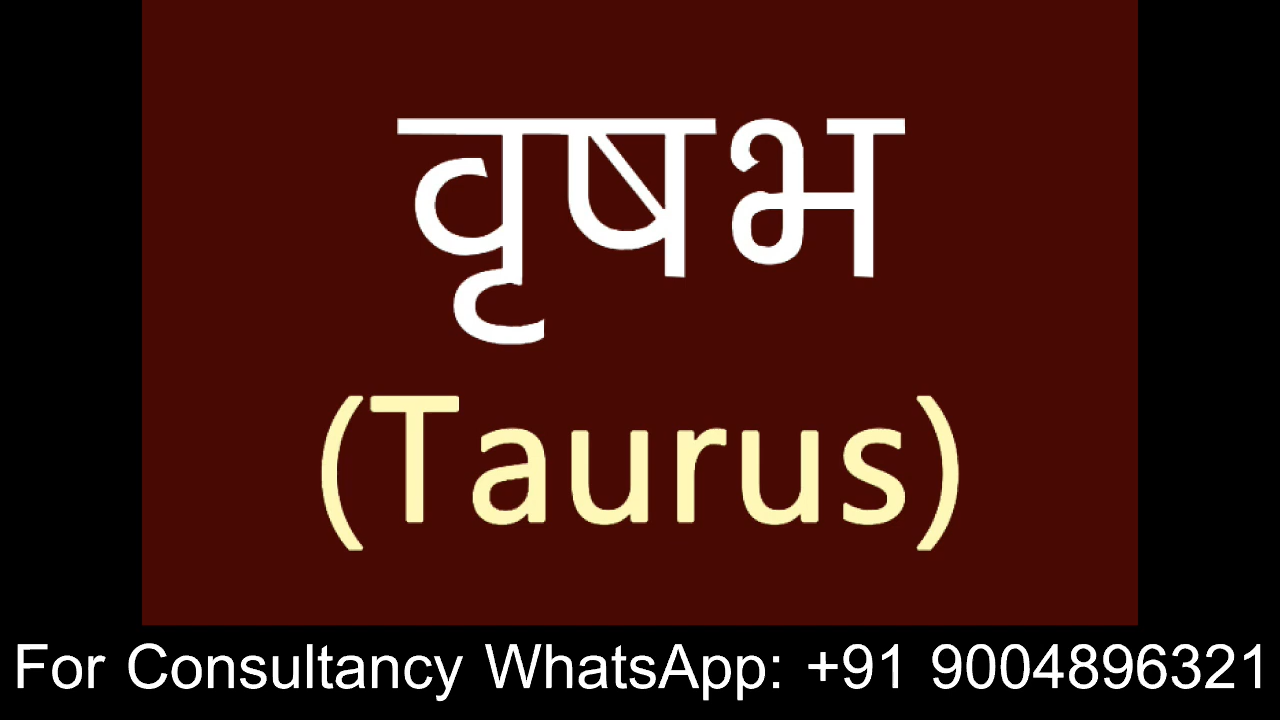 वृषभ
(Taurus)
For Consultancy WhatsApp: +91 9004896321